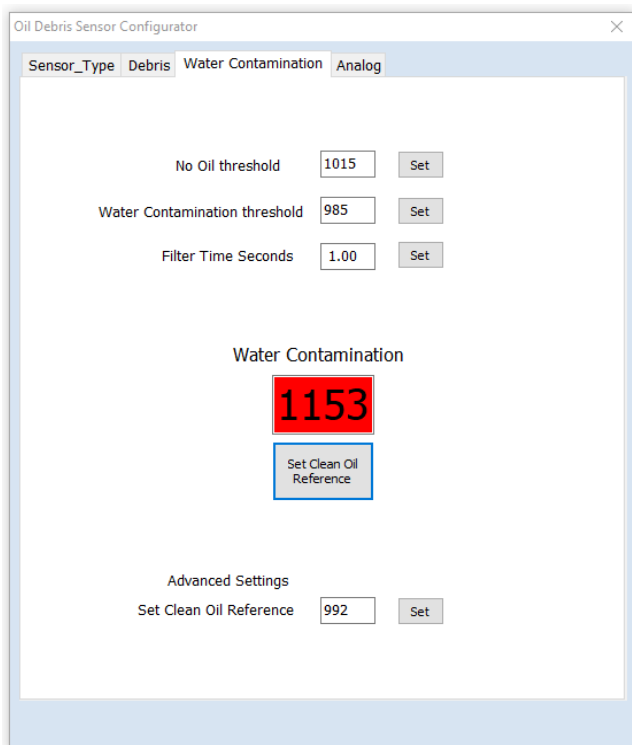 Oil Debris Sensor Configurator
Sensor_Type Debris Water Contamination Analog
No Oil threshold 1015 Set
Water Contamination threshold 985 Set
Filter Time Seconds 1.00 Set
Water Contamination
1153
Set Clean Oil
Reference
Advanced Settings
Set Clean Oil Reference 992 Set